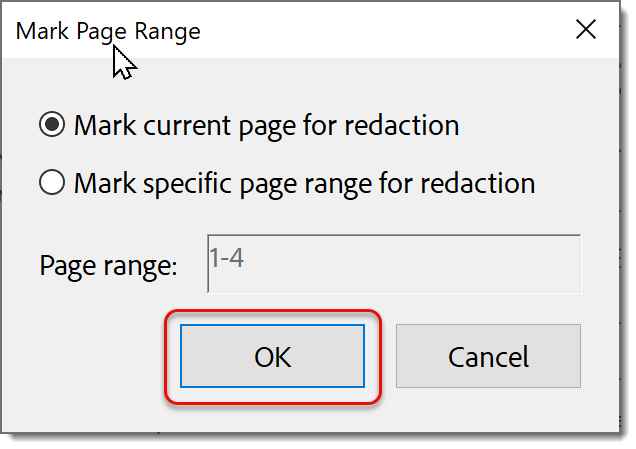 Mark Page Range
Mark current page for redaction
Mark specific page range for redaction
Page range: 1-4
OK Cancel